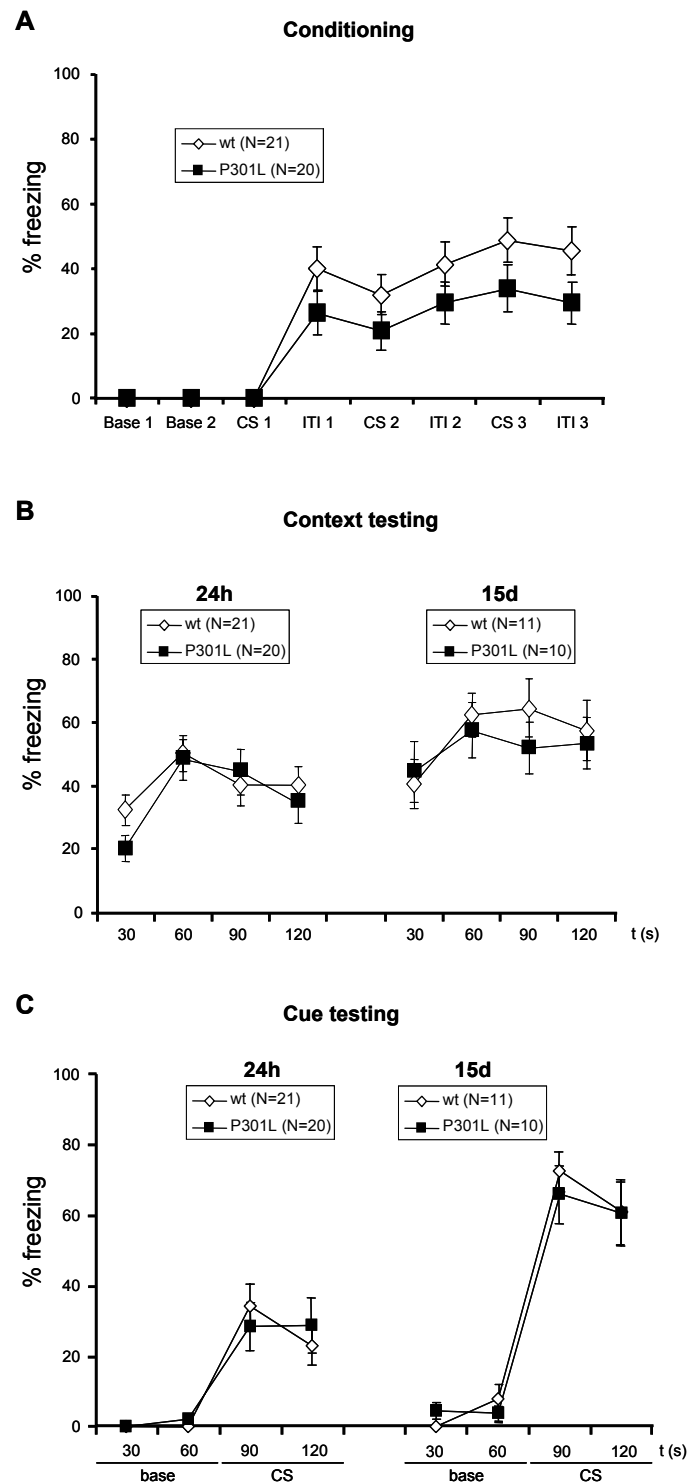 A
Conditioning
% freezing
100
80
60
40
20
0
wt (N=21)
P301L (N=20)
Base 1 Base 2 CS 1 ITI 1 CS 2 ITI 2 CS 3 ITI 3
B
Context testing
% freezing
100
80
60
40
20
0
24h
wt (N=21)
P301L (N=20)
15d
wt (N=11)
P301L (N=10)
30 60 90 120 30 60 90 120 t (s)
C
Cue testing
% freezing
100
80
60
40
20
0
24h
wt (N=21)
P301L (N=20)
15d
wt (N=11)
P301L (N=10)
30 60 90 120 30 60 90 120 t (s)
base CS base CS